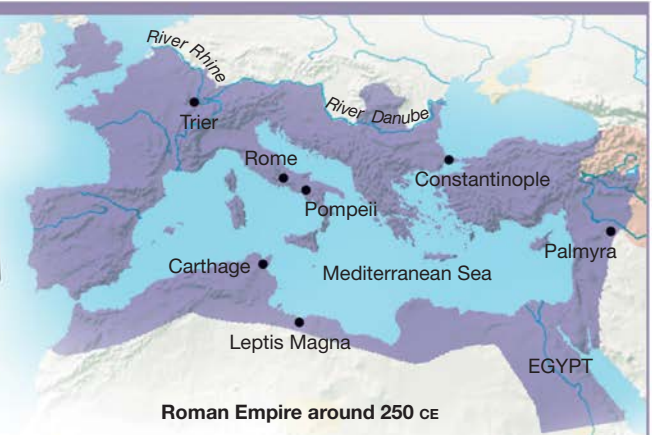 River Rhine
Trier
River Danube
Rome
Constantinople
Pompeii
Palmyra
Carthage
Mediterranean Sea
Leptis Magna
EGYPT
Roman Empire around 250 CE